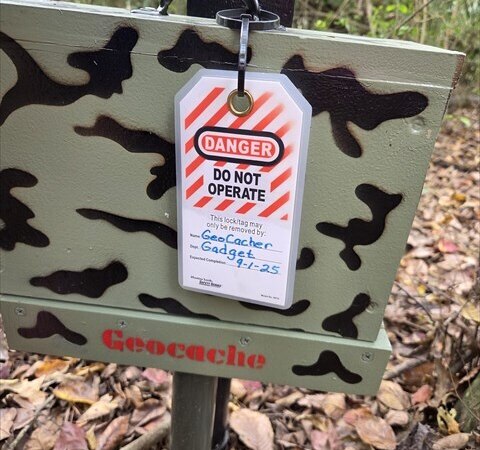 DANGER
DO NOT
OPERATE
This lock/tag may
only be removed by:
Name: GeoCacher
Dept. Gadget
Expected Completion: 9-1-25
Geocache